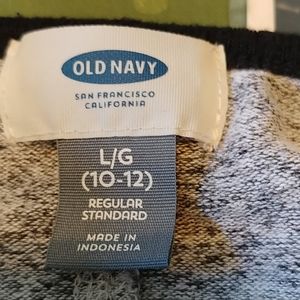 OLD NAVY
SAN FRANCISCO
CALIFORNIA
L/G
(10-12)
REGULAR
STANDARD
MADE IN
INDONESIA